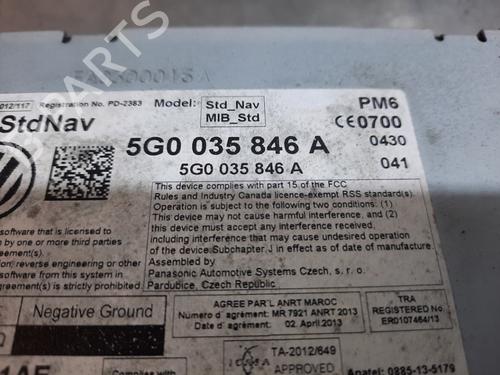 2012/117
Registration No. PD-2383
Model:
Std_Nav
MIB_Std
PM6
CE0700
StdNav
5G0 035 846 A
0430
5G0 035 846 A
041
This device complies with part 15 of the FCC
Rules and Industry Canada licence-exempt RSS standard(s).
Operation is subject to the following two conditions: (1)
This device may not cause harmful interference, and (2)
this device must accept any interference received,
including interference that may cause undesired operation
of the device.Subchapter J in effect as of date of manufacture.
Assembled by
Panasonic Automotive Systems Czech, s. r. o.
Pardubice, Czech Republic
software that is licensed to
one or more third parties
ction, reverse engineering or other
software from this system in
is strictly prohibited.
Negative Ground
AGREE PAR L' ANRT MAROC
Numero d'agrément: MR 7921 ANRT 2013
Date d'agrément: 02. April.2013
TRA
REGISTERED No
ER0107464/13
TA-2012/649
APPROVED
Anatel: 0885-13-5179